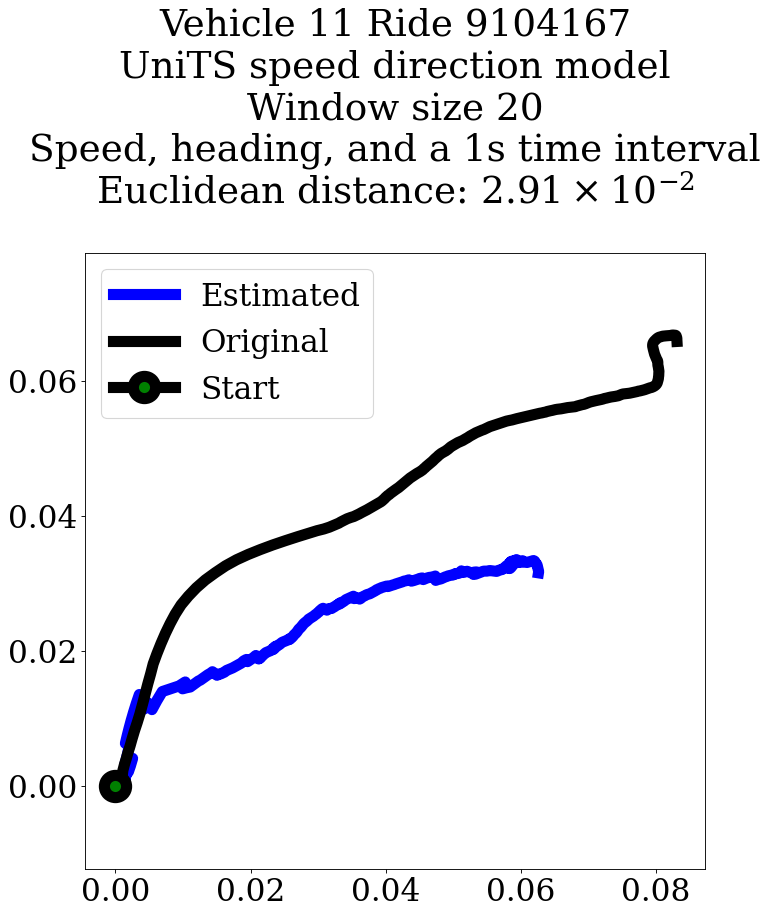 Vehicle 11 Ride 9104167
UniTS speed direction model
Window size 20
Speed, heading, and a 1s time interval
Euclidean distance: 2.91 × 10⁻²
Estimated
Original
Start
0.06
0.04
0.02
0.00
0.00 0.02 0.04 0.06 0.08